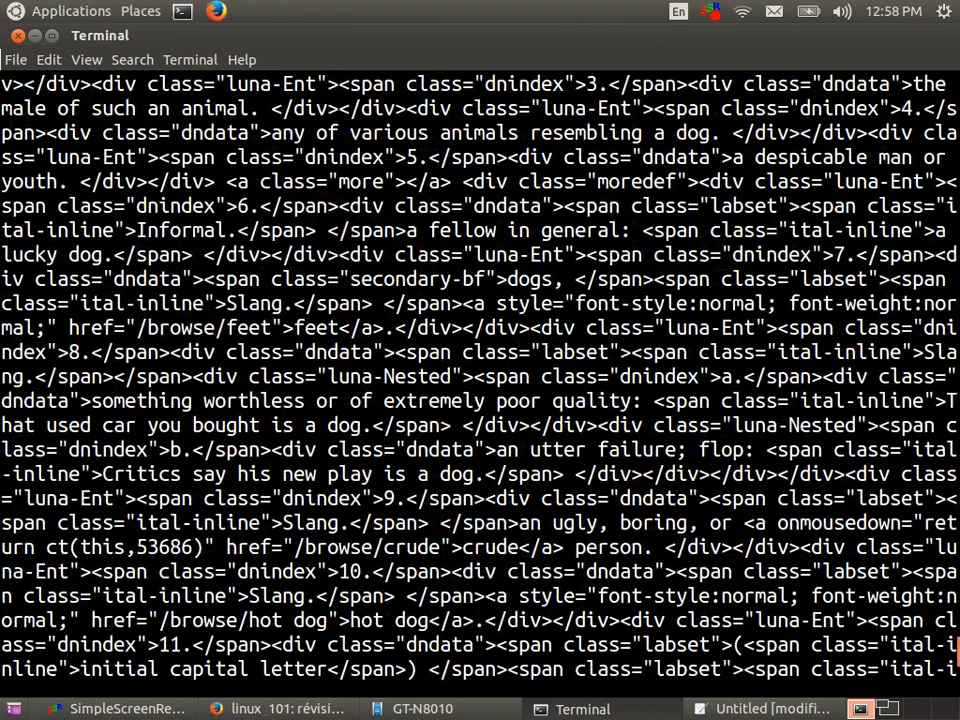 Applications Places En 12:58 PM
Terminal
File Edit View Search Terminal Help
v></div><div class="luna-Ent"><span class="dnindex">3.</span><div class="dndata">the
male of such an animal. </div></div><div class="luna-Ent"><span class="dnindex">4.</s
pan><div class="dndata">any of various animals resembling a dog. </div></div><div cla
ss="luna-Ent"><span class="dnindex">5.</span><div class="dndata">a despicable man or
youth. </div></div> <a class="more"></a> <div class="moredef"><div class="luna-Ent"><
span class="dnindex">6.</span><div class="dndata"><span class="labset"><span class="i
tal-inline">Informal.</span> </span>a fellow in general: <span class="ital-inline">a
lucky dog.</span> </div></div><div class="luna-Ent"><span class="dnindex">7.</span><d
iv class="dndata"><span class="secondary-bf">dogs, </span><span class="labset"><span
class="ital-inline">Slang.</span> </span><a style="font-style:normal; font-weight:nor
mal;" href="/browse/feet">feet</a>.</div></div><div class="luna-Ent"><span class="dni
ndex">8.</span><div class="dndata"><span class="labset"><span class="ital-inline">Sla
ng.</span></span><div class="luna-Nested"><span class="dnindex">a.</span><div class="
dndata">something worthless or of extremely poor quality: <span class="ital-inline">T
hat used car you bought is a dog.</span> </div></div><div class="luna-Nested"><span c
lass="dnindex">b.</span><div class="dndata">an utter failure; flop: <span class="ital
-inline">Critics say his new play is a dog.</span> </div></div></div></div><div class
="luna-Ent"><span class="dnindex">9.</span><div class="dndata"><span class="labset"><
span class="ital-inline">Slang.</span> </span>an ugly, boring, or <a onmousedown="ret
urn ct(this,53686)" href="/browse/crude">crude</a> person. </div></div><div class="lu
na-Ent"><span class="dnindex">10.</span><div class="dndata"><span class="labset"><spa
n class="ital-inline">Slang.</span> </span><a style="font-style:normal; font-weight:n
ormal;" href="/browse/hot dog">hot dog</a>.</div></div><div class="luna-Ent"><span cl
ass="dnindex">11.</span><div class="dndata"><span class="labset">(<span class="ital-i
nline">initial capital letter</span>) </span><span class="labset"><span class="ital-i
SimpleScreenRe... linux_101: révisi... GT-N8010 Terminal Untitled [modifi...